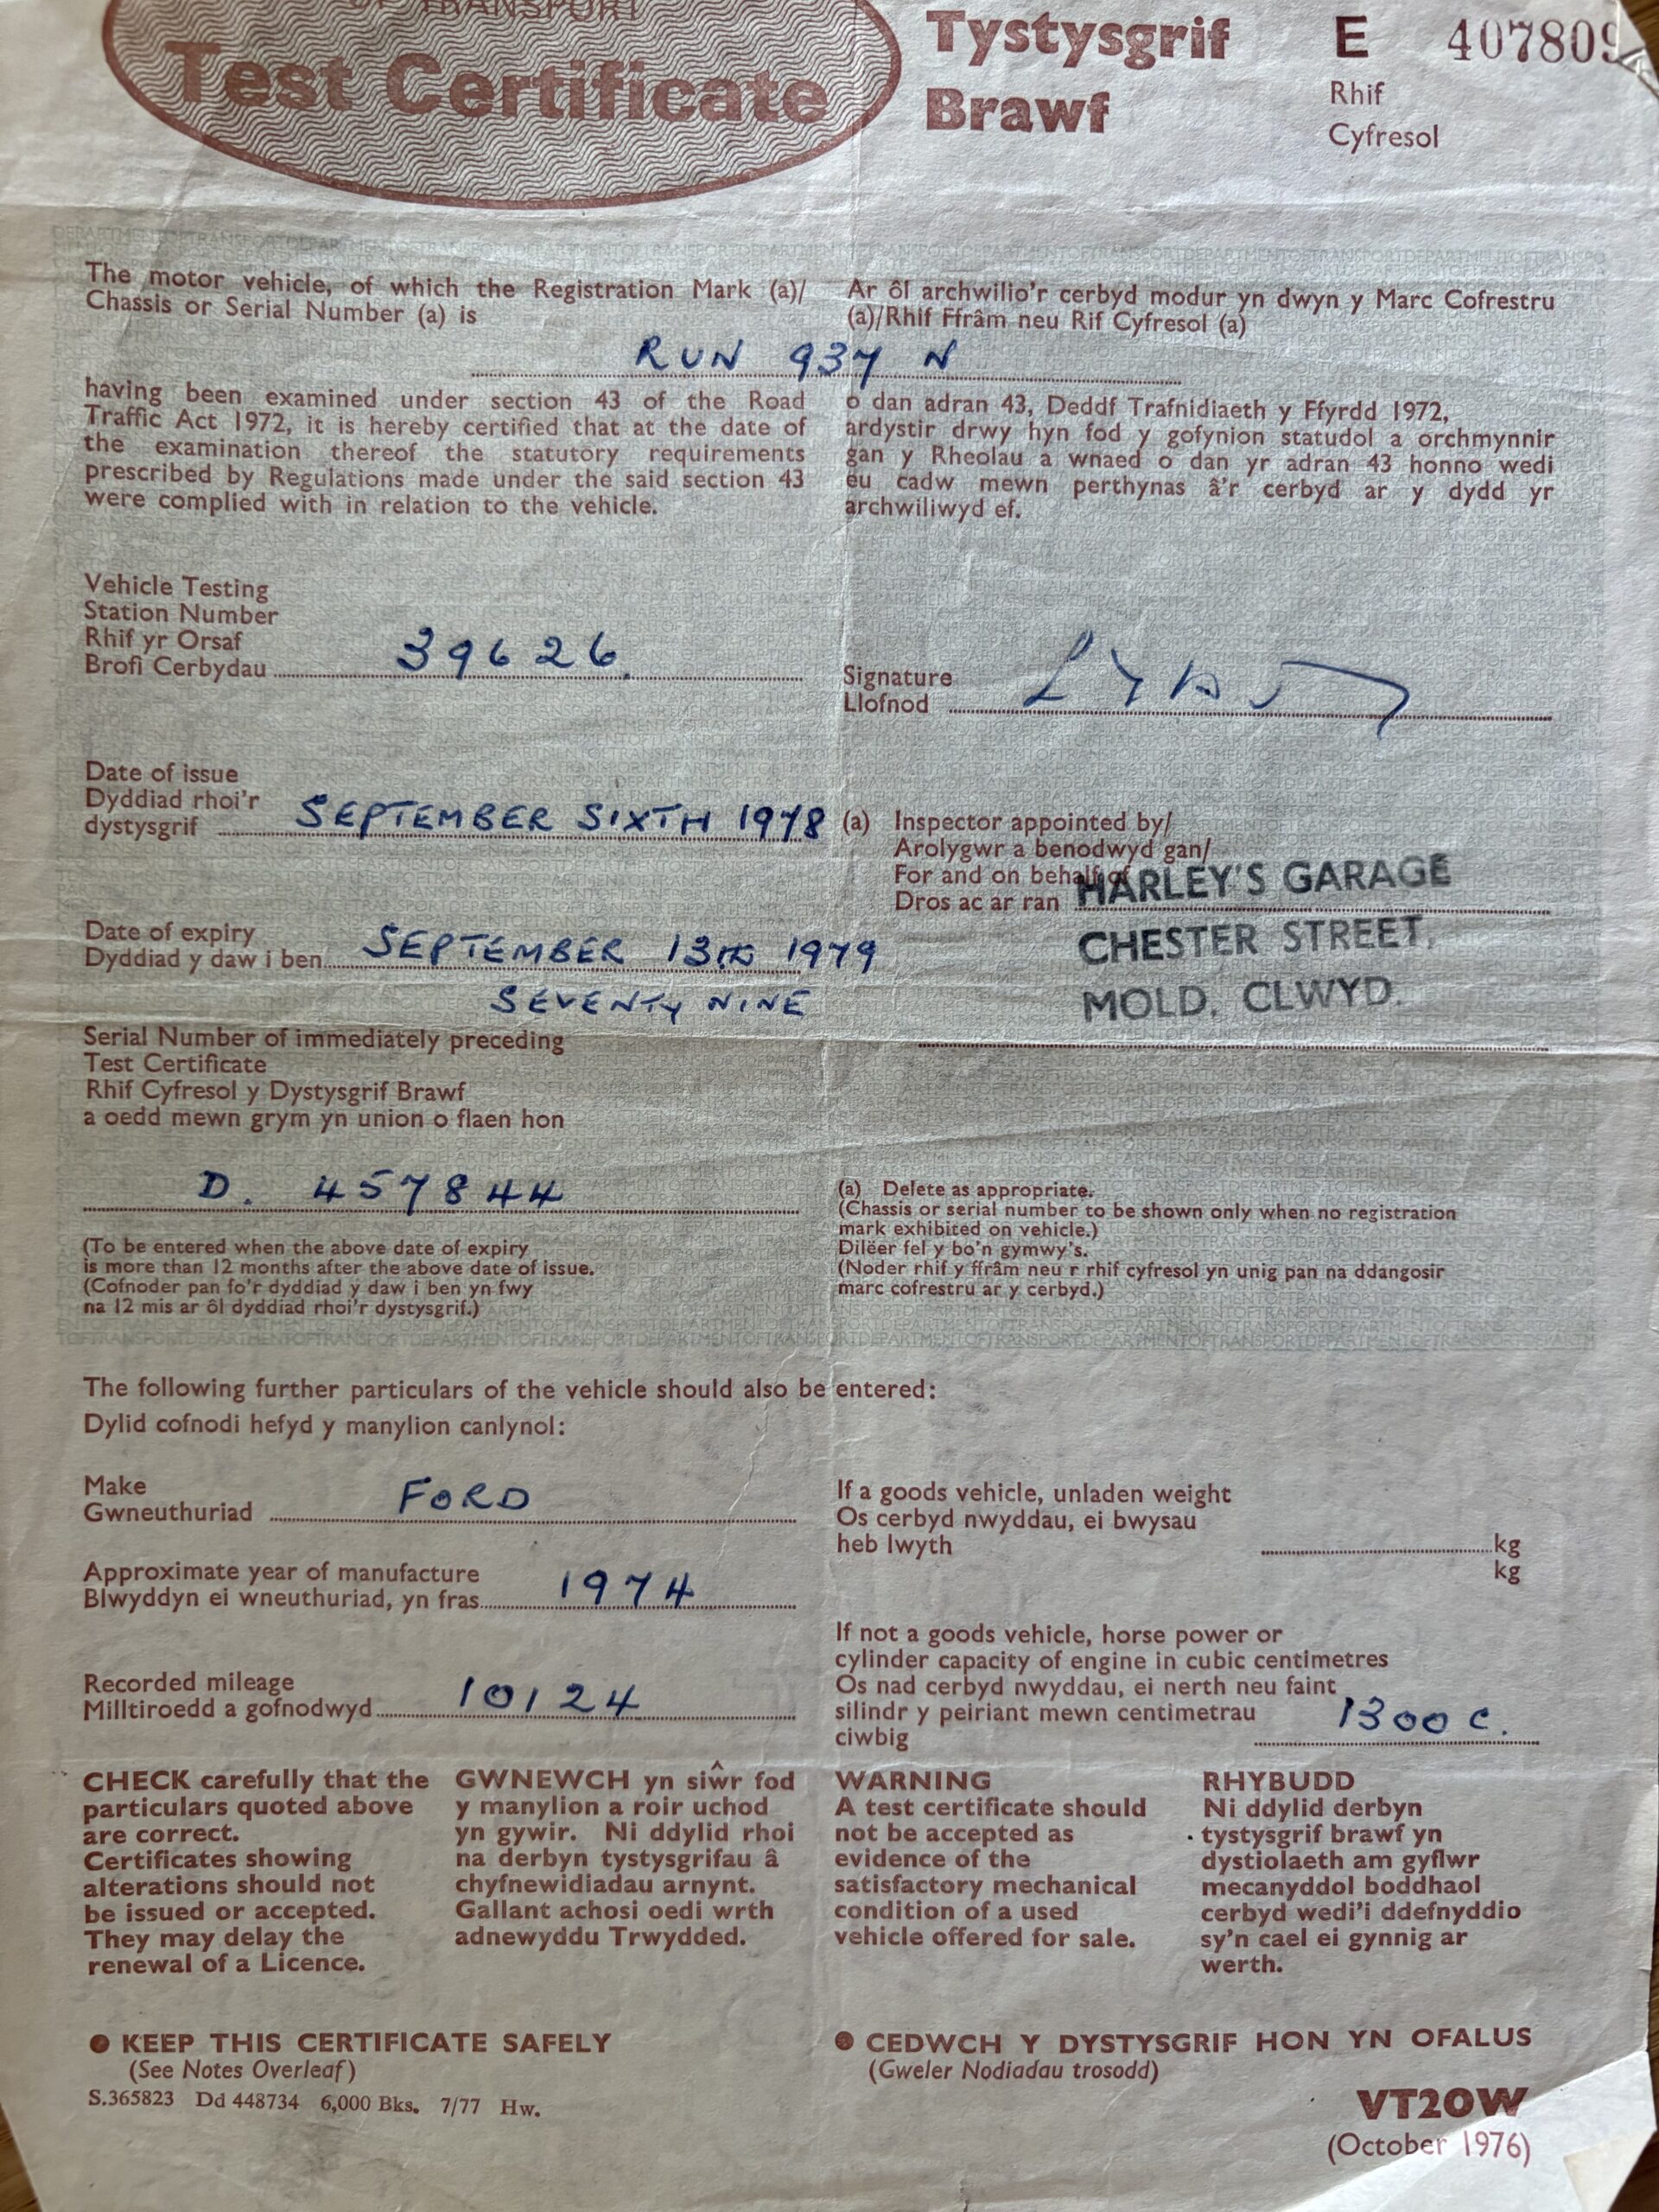 OF TRANSPORT
Test Certificate
Tystysgrif
Brawf
E 407809
Rhif
Cyfresol
The motor vehicle, of which the Registration Mark (a)/
Chassis or Serial Number (a) is
Ar ôl archwilio'r cerbyd modur yn dwyn y Marc Cofrestru
(a)/Rhif Ffrâm neu Rif Cyfresol (a)
RUN 937 N
having been examined under section 43 of the Road
Traffic Act 1972, it is hereby certified that at the date of
the examination thereof the statutory requirements
prescribed by Regulations made under the said section 43
were complied with in relation to the vehicle.
o dan adran 43, Deddf Trafnidiaeth y Ffyrdd 1972,
ardystir drwy hyn fod y gofynion statudol a orchmynnir
gan y Rheolau a wnaed o dan yr adran 43 honno wedi
eu cadw mewn perthynas â'r cerbyd ar y dydd yr
archwiliwyd ef.
Vehicle Testing
Station Number
Rhif yr Orsaf
Brofi Cerbydau 39626.
Signature
Llofnod
Date of issue
Dyddiad rhoi'r
dystysgrif SEPTEMBER SIXTH 1978
(a) Inspector appointed by/
Arolygwr a benodwyd gan/
For and on behalf of
Dros ac ar ran HARLEY'S GARAGE
CHESTER STREET,
MOLD, CLWYD.
Date of expiry
Dyddiad y daw i ben SEPTEMBER 13th 1979
SEVENTY NINE
Serial Number of immediately preceding
Test Certificate
Rhif Cyfresol y Dystysgrif Brawf
a oedd mewn grym yn union o flaen hon
D. 457844
(To be entered when the above date of expiry
is more than 12 months after the above date of issue.
(Cofnoder pan fo'r dyddiad y daw i ben yn fwy
na 12 mis ar ôl dyddiad rhoi'r dystysgrif.)
(a) Delete as appropriate.
(Chassis or serial number to be shown only when no registration
mark exhibited on vehicle.)
Dilëer fel y bo'n gymwy's.
(Noder rhif y ffrâm neu r rhif cyfresol yn unig pan na ddangosir
marc cofrestru ar y cerbyd.)
The following further particulars of the vehicle should also be entered:
Dylid cofnodi hefyd y manylion canlynol:
Make
Gwneuthuriad FORD
If a goods vehicle, unladen weight
Os cerbyd nwyddau, ei bwysau
heb lwyth kg
kg
Approximate year of manufacture
Blwyddyn ei wneuthuriad, yn fras 1974
Recorded mileage
Milltiroedd a gofnodwyd 10124
If not a goods vehicle, horse power or
cylinder capacity of engine in cubic centimetres
Os nad cerbyd nwyddau, ei nerth neu faint
silindr y peiriant mewn centimetrau
ciwbig 1300 c.
CHECK carefully that the
particulars quoted above
are correct.
Certificates showing
alterations should not
be issued or accepted.
They may delay the
renewal of a Licence.
GWNEWCH yn siŵr fod
y manylion a roir uchod
yn gywir. Ni ddylid rhoi
na derbyn tystysgrifau â
chyfnewidiadau arnynt.
Gallant achosi oedi wrth
adnewyddu Trwydded.
WARNING
A test certificate should
not be accepted as
evidence of the
satisfactory mechanical
condition of a used
vehicle offered for sale.
RHYBUDD
Ni ddylid derbyn
tystysgrif brawf yn
dystiolaeth am gyflwr
mecanyddol boddhaol
cerbyd wedi'i ddefnyddio
sy'n cael ei gynnig ar
werth.
● KEEP THIS CERTIFICATE SAFELY
(See Notes Overleaf)
● CEDWCH Y DYSTYSGRIF HON YN OFALUS
(Gweler Nodiadau trosodd)
S.365823 Dd 448734 6,000 Bks. 7/77 Hw.
VT20W
(October 1976)